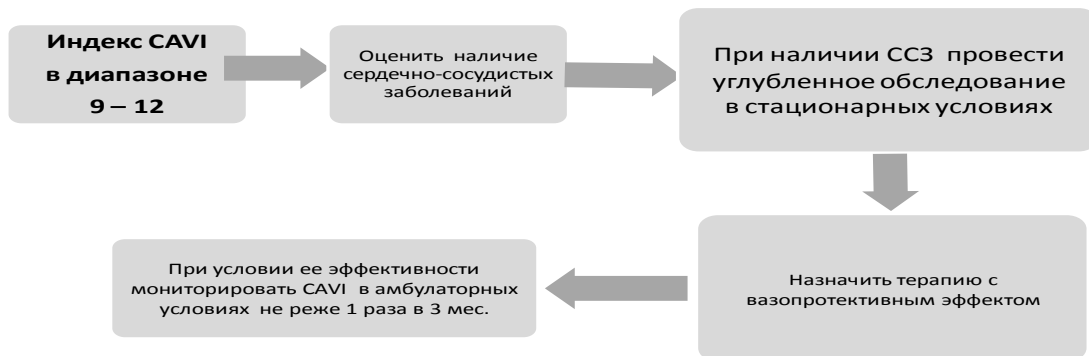 Индекс CAVI
в диапазоне
9 – 12
Оценить наличие
сердечно-сосудистых
заболеваний
При наличии ССЗ провести
углубленное обследование
в стационарных условиях
Назначить терапию с
вазопротективным эффектом
При условии ее эффективности
мониторировать CAVI в амбулаторных
условиях не реже 1 раза в 3 мес.